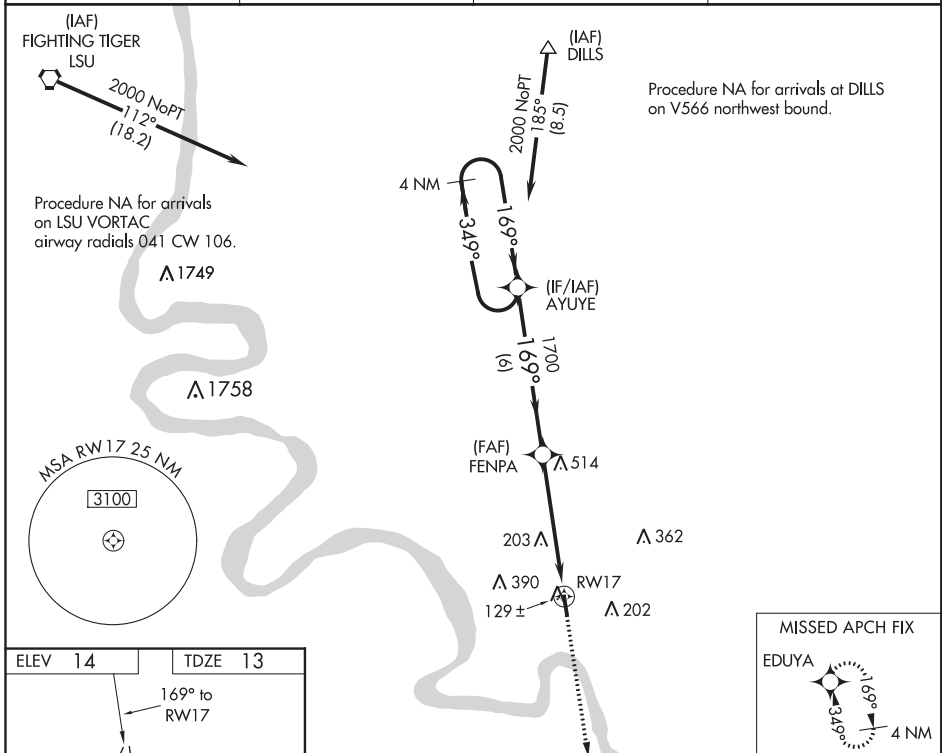 (IAF)
FIGHTING TIGER
LSU
2000 NoPT
112°
(18.2)
(IAF)
DILLS
2000 NoPT
185°
(8.5)
Procedure NA for arrivals at DILLS
on V566 northwest bound.
4 NM
349°
169°
Procedure NA for arrivals
on LSU VORTAC
airway radials 041 CW 106.
1749
(IF/IAF)
AYUYE
1700
169°
(6)
1758
(FAF)
FENPA
514
MSA RW17 25 NM
3100
203
362
390
RW17
129 ±
202
MISSED APCH FIX
EDUYA
169°
349°
4 NM
ELEV 14
TDZE 13
169° to
RW17